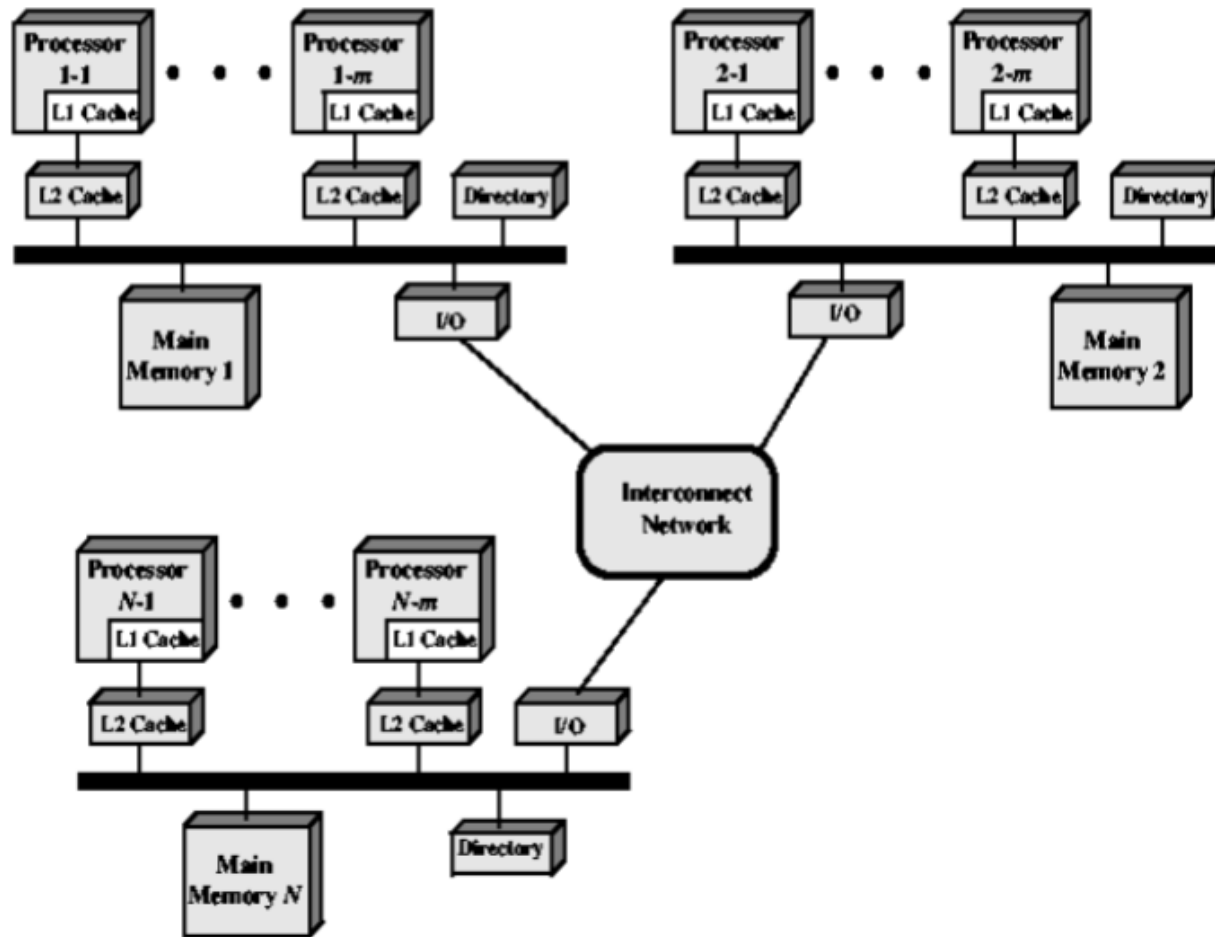 Processor
1-1
L1 Cache
L2 Cache
Processor
1-m
L1 Cache
L2 Cache
Directory
Main
Memory 1
I/O
Processor
2-1
L1 Cache
L2 Cache
Processor
2-m
L1 Cache
L2 Cache
Directory
I/O
Main
Memory 2
Interconnect
Network
Processor
N-1
L1 Cache
L2 Cache
Processor
N-m
L1 Cache
L2 Cache
I/O
Main
Memory N
Directory